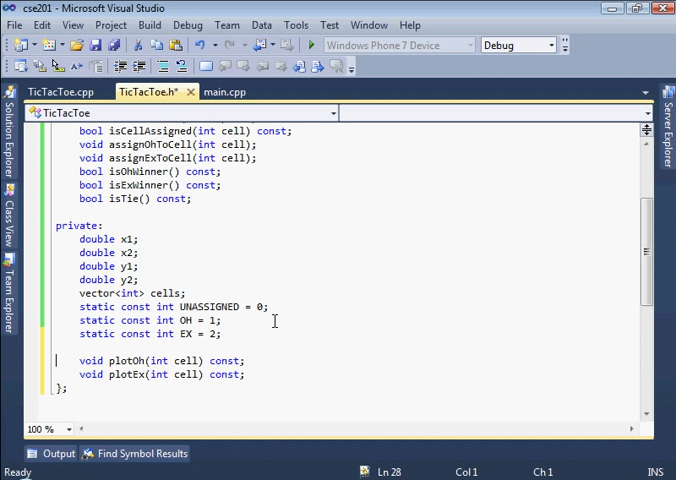 cse201 - Microsoft Visual Studio
File Edit View Project Build Debug Team Data Tools Test Window Help
Windows Phone 7 Device Debug
TicTacToe.cpp TicTacToe.h* main.cpp
TicTacToe
bool isCellAssigned(int cell) const;
void assignOhToCell(int cell);
void assignExToCell(int cell);
bool isOhWinner() const;
bool isExWinner() const;
bool isTie() const;
private:
double x1;
double x2;
double y1;
double y2;
vector<int> cells;
static const int UNASSIGNED = 0;
static const int OH = 1;
static const int EX = 2;
void plotOh(int cell) const;
void plotEx(int cell) const;
};
100 %
Solution Explorer
Class View
Team Explorer
Server Explorer
Output Find Symbol Results
Ready Ln 28 Col 1 Ch 1 INS